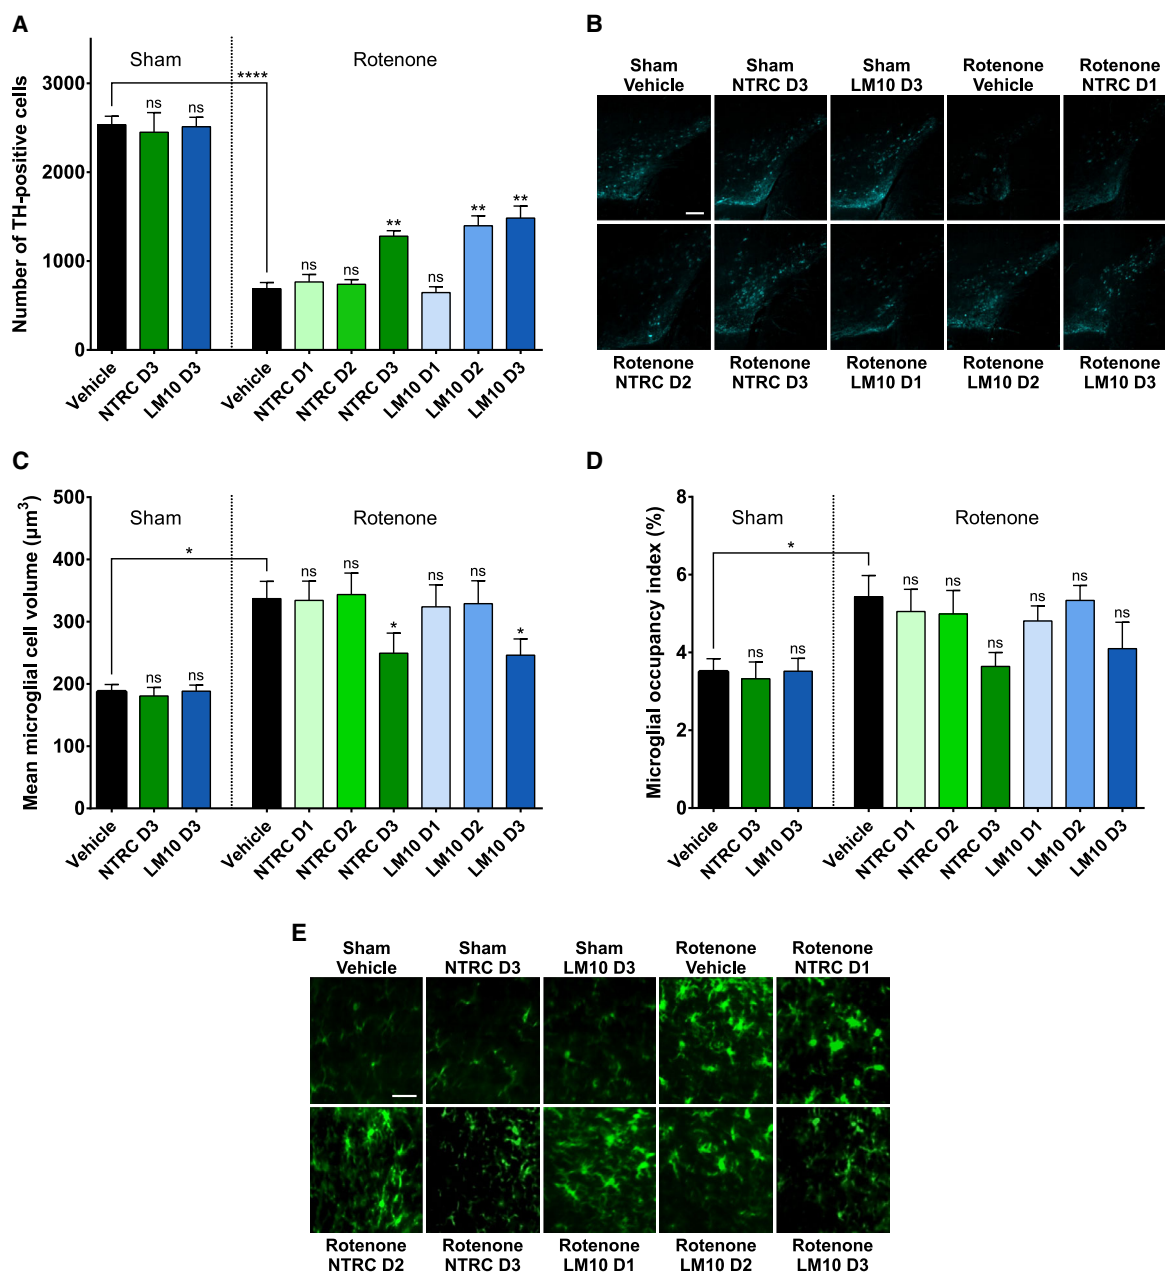 A
Number of TH-positive cells
3000
2000
1000
0
Sham
Rotenone
****
ns
ns
ns
ns
**
ns
**
**
Vehicle
NTRC D3
LM10 D3
Vehicle
NTRC D1
NTRC D2
NTRC D3
LM10 D1
LM10 D2
LM10 D3
B
Sham
Vehicle
Sham
NTRC D3
Sham
LM10 D3
Rotenone
Vehicle
Rotenone
NTRC D1
Rotenone
NTRC D2
Rotenone
NTRC D3
Rotenone
LM10 D1
Rotenone
LM10 D2
Rotenone
LM10 D3
C
Mean microglial cell volume (µm³)
500
400
300
200
100
0
Sham
Rotenone
*
ns
ns
ns
ns
*
ns
ns
*
Vehicle
NTRC D3
LM10 D3
Vehicle
NTRC D1
NTRC D2
NTRC D3
LM10 D1
LM10 D2
LM10 D3
D
Microglial occupancy index (%)
8
6
4
2
0
Sham
Rotenone
*
ns
ns
ns
ns
ns
ns
ns
ns
Vehicle
NTRC D3
LM10 D3
Vehicle
NTRC D1
NTRC D2
NTRC D3
LM10 D1
LM10 D2
LM10 D3
E
Sham
Vehicle
Sham
NTRC D3
Sham
LM10 D3
Rotenone
Vehicle
Rotenone
NTRC D1
Rotenone
NTRC D2
Rotenone
NTRC D3
Rotenone
LM10 D1
Rotenone
LM10 D2
Rotenone
LM10 D3